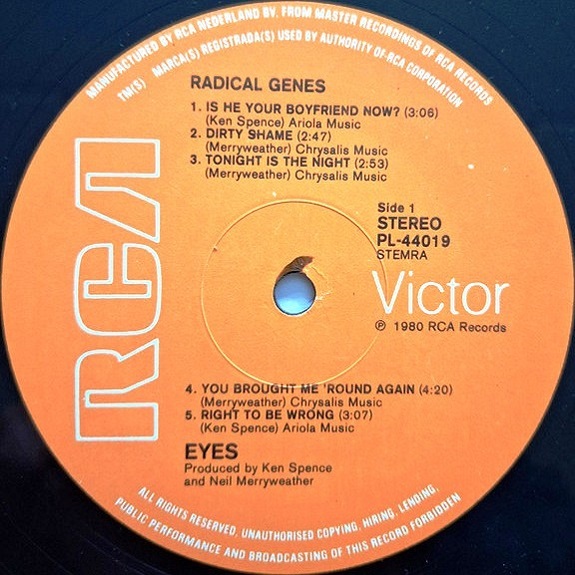 MANUFACTURED BY RCA NEDERLAND BV. FROM MASTER RECORDINGS OF RCA RECORDS
TM(S) MARCA(S) REGISTRADA(S) USED BY AUTHORITY OF RCA CORPORATION
RADICAL GENES
1. IS HE YOUR BOYFRIEND NOW? (3:06)
(Ken Spence) Ariola Music
2. DIRTY SHAME (2:47)
(Merryweather) Chrysalis Music
3. TONIGHT IS THE NIGHT (2:53)
(Merryweather) Chrysalis Music
RCA
Side 1
STEREO
PL-44019
STEMRA
Victor
℗ 1980 RCA Records
4. YOU BROUGHT ME 'ROUND AGAIN (4:20)
(Merryweather) Chrysalis Music
5. RIGHT TO BE WRONG (3:07)
(Ken Spence) Ariola Music
EYES
Produced by Ken Spence
and Neil Merryweather
ALL RIGHTS RESERVED, UNAUTHORISED COPYING, HIRING, LENDING,
PUBLIC PERFORMANCE AND BROADCASTING OF THIS RECORD FORBIDDEN